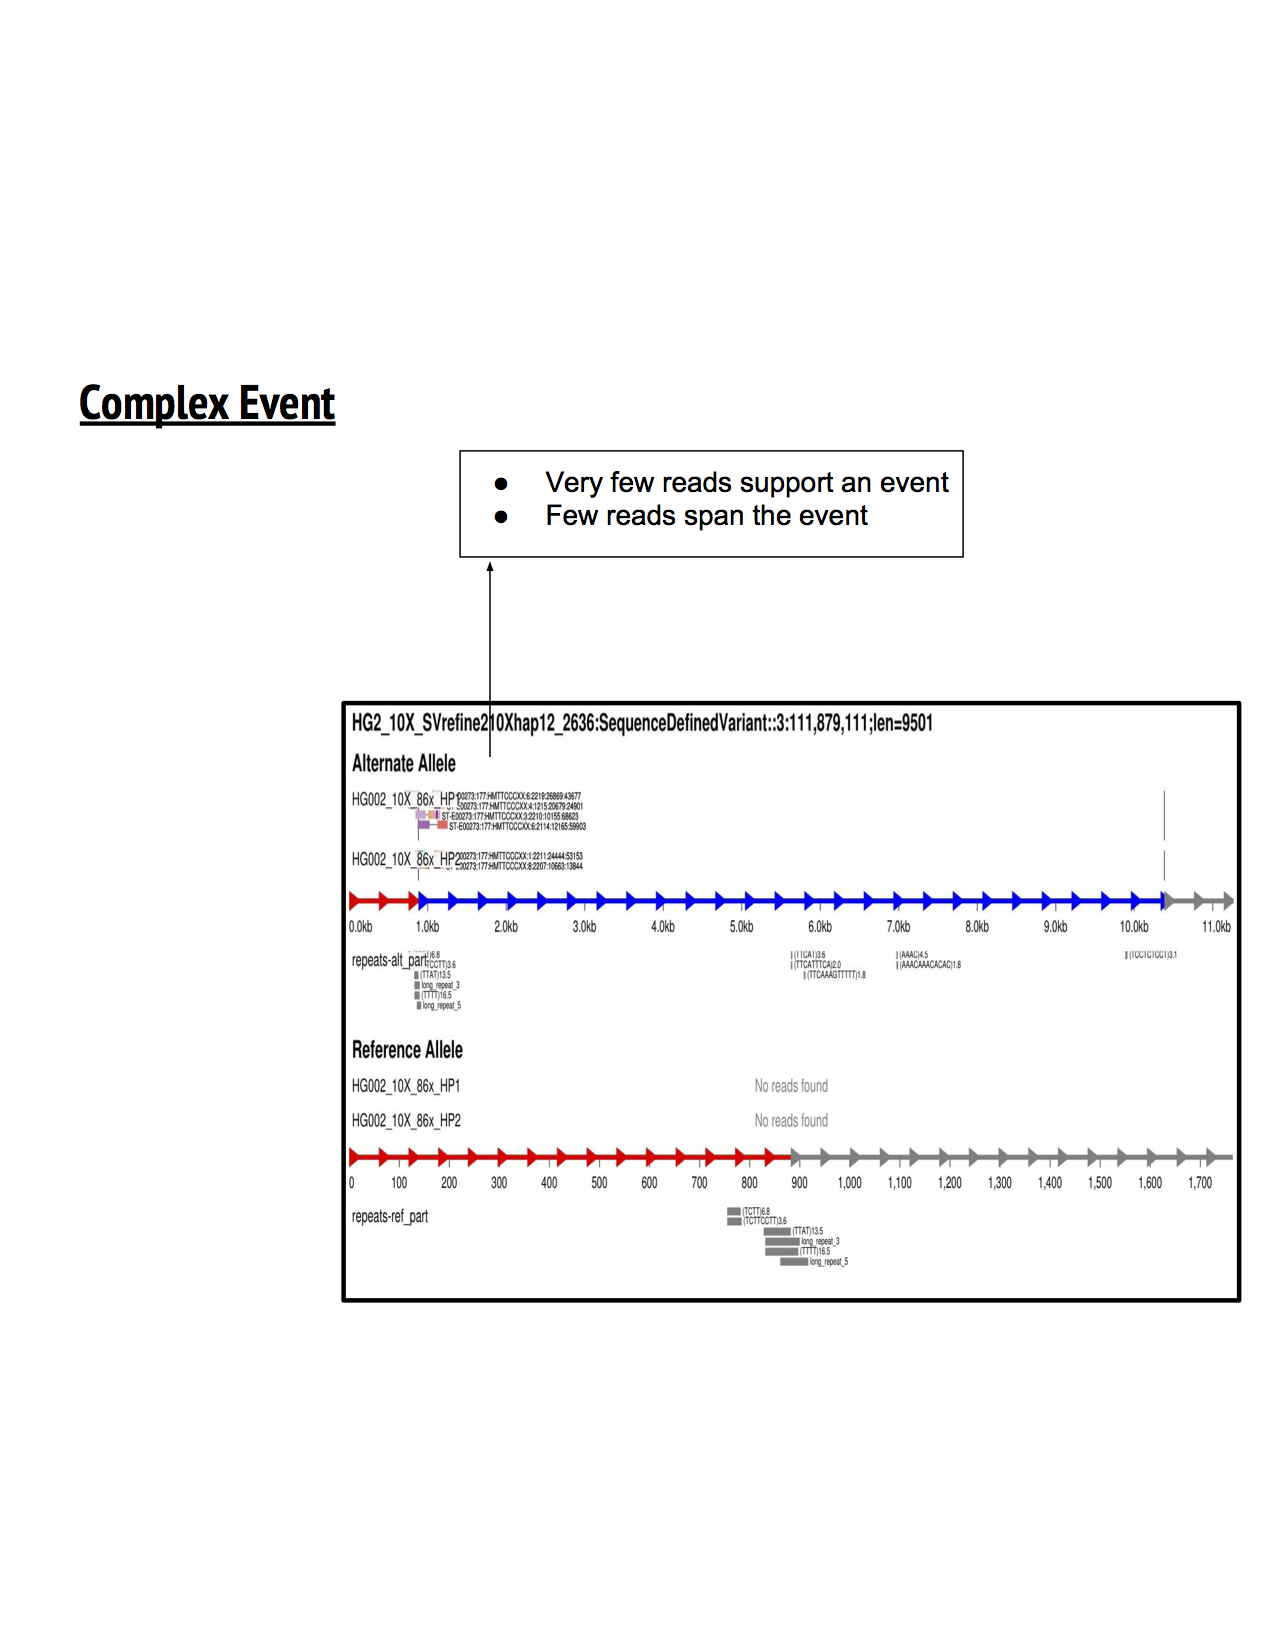 Complex Event
● Very few reads support an event
● Few reads span the event
HG2_10X_SVrefine210Xhap12_2636:SequenceDefinedVariant::3:111,879,111;len=9501
Alternate Allele
HG002_10X_86x_HP1
00273:177:HMTTCCCXX:6:2219:26869:43677
ST-E00273:177:HMTTCCCXX:4:1215:20679:24901
ST-E00273:177:HMTTCCCXX:3:2210:10155:68623
ST-E00273:177:HMTTCCCXX:6:2114:12165:59903
HG002_10X_86x_HP2
00273:177:HMTTCCCXX:1:2211:24444:53153
00273:177:HMTTCCCXX:8:2207:10663:13844
0.0kb 1.0kb 2.0kb 3.0kb 4.0kb 5.0kb 6.0kb 7.0kb 8.0kb 9.0kb 10.0kb 11.0kb
repeats-alt_part
)6.8 (TTCAT)3.6 (AAAC)4.5 (TCCTCTCCT)3.1
TCCTT)3.6 (TTCATTTCA)2.0 (AAACAAACACAC)1.8
(TTAT)13.5 (TTCAAAGTTTTT)1.8
long_repeat_3
(TTTT)16.5
long_repeat_5
Reference Allele
HG002_10X_86x_HP1 No reads found
HG002_10X_86x_HP2 No reads found
0 100 200 300 400 500 600 700 800 900 1,000 1,100 1,200 1,300 1,400 1,500 1,600 1,700
repeats-ref_part
(TCTT)6.8
(TCTTCCTT)3.6
(TTAT)13.5
long_repeat_3
(TTTT)16.5
long_repeat_5